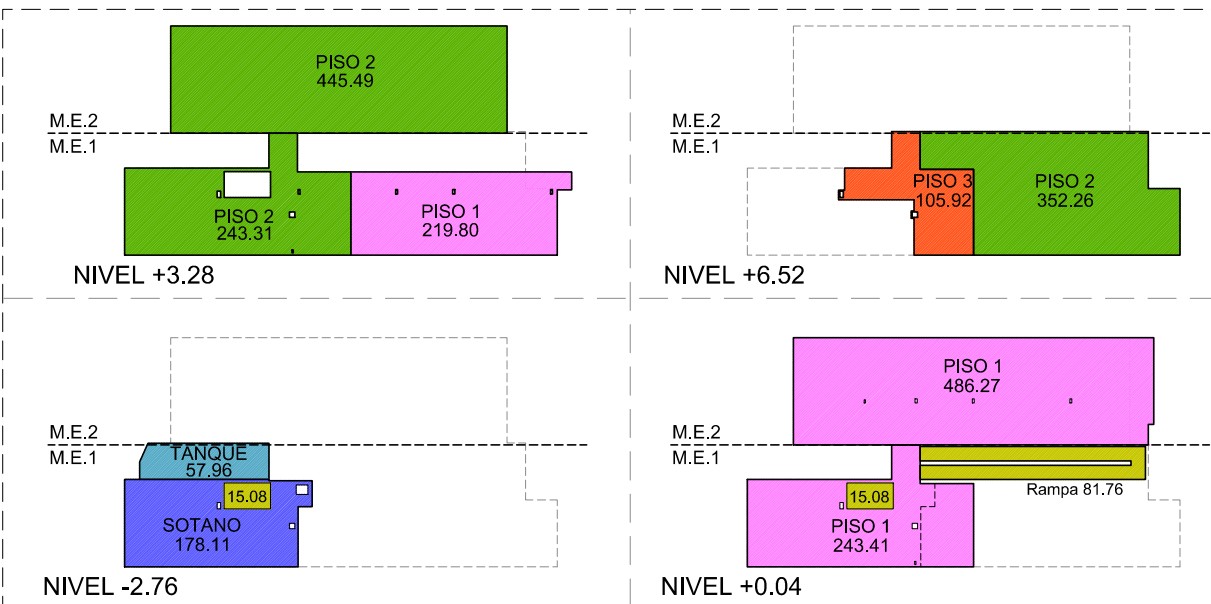 PISO 2
445.49
M.E.2
M.E.1
PISO 2
243.31
PISO 1
219.80
NIVEL +3.28
M.E.2
M.E.1
PISO 3
105.92
PISO 2
352.26
NIVEL +6.52
M.E.2
M.E.1
TANQUE
57.96
15.08
SOTANO
178.11
NIVEL -2.76
PISO 1
486.27
M.E.2
M.E.1
15.08
Rampa 81.76
PISO 1
243.41
NIVEL +0.04